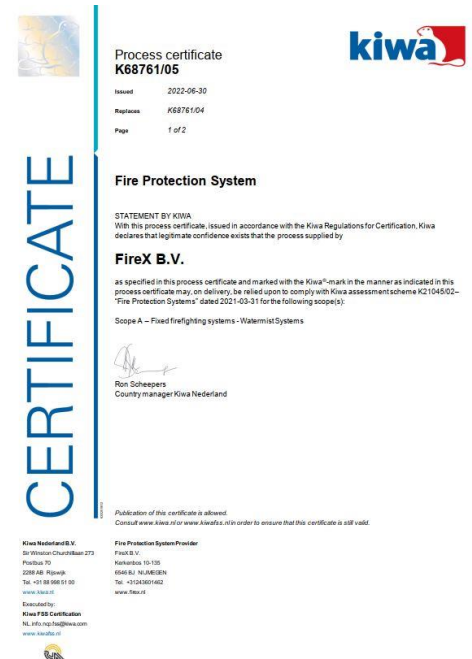 kiwa
Process certificate
K68761/05
Issued 2022-06-30
Replaces K68761/04
Page 1 of 2
CERTIFICATE
Fire Protection System
STATEMENT BY KIWA
With this process certificate, issued in accordance with the Kiwa Regulations for Certification, Kiwa
declares that legitimate confidence exists that the process supplied by
FireX B.V.
as specified in this process certificate and marked with the Kiwa®-mark in the manner as indicated in this
process certificate may, on delivery, be relied upon to comply with Kiwa assessment scheme K21045/02–
"Fire Protection Systems" dated 2021-03-31 for the following scope(s):
Scope A – Fixed firefighting systems - Watermist Systems
Ron Scheepers
Country manager Kiwa Nederland
Publication of this certificate is allowed.
Consult www.kiwa.nl or www.kiwafss.nl in order to ensure that this certificate is still valid.
Kiwa Nederland B.V.
Sir Winston Churchilllaan 273
Postbus 70
2288 AB Rijswijk
Tel. +31 88 998 51 00
www.kiwa.nl
Executed by:
Kiwa FSS Certification
NL.info.ncp.fss@kiwa.com
www.kiwafss.nl
Fire Protection System Provider
FireX B.V.
Kerkenbos 10-135
6546 BJ NIJMEGEN
Tel. +31243601462
www.firex.nl